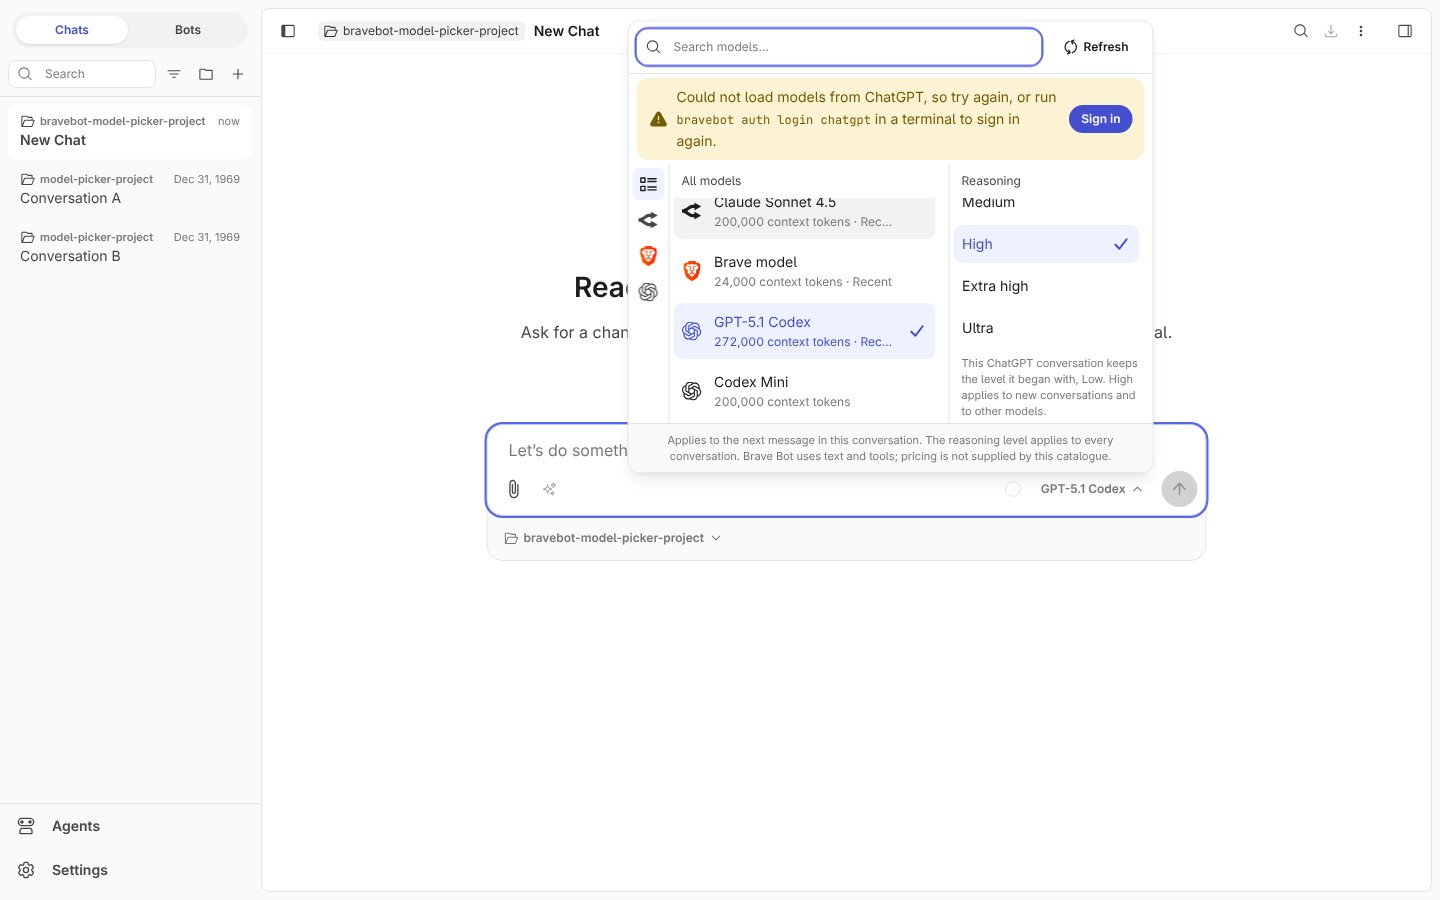 Chats
Bots
Search
bravebot-model-picker-project now
New Chat
model-picker-project Dec 31, 1969
Conversation A
model-picker-project Dec 31, 1969
Conversation B
Agents
Settings
bravebot-model-picker-project New Chat
Search models...
Refresh
Could not load models from ChatGPT, so try again, or run
bravebot auth login chatgpt in a terminal to sign in
again.
Sign in
All models
Claude Sonnet 4.5
200,000 context tokens · Rec...
Brave model
24,000 context tokens · Recent
GPT-5.1 Codex
272,000 context tokens · Rec...
Codex Mini
200,000 context tokens
Reasoning
Medium
High
Extra high
Ultra
This ChatGPT conversation keeps
the level it began with, Low. High
applies to new conversations and
to other models.
Applies to the next message in this conversation. The reasoning level applies to every
conversation. Brave Bot uses text and tools; pricing is not supplied by this catalogue.
Ask for a chan
al.
Let's do someth
GPT-5.1 Codex
bravebot-model-picker-project